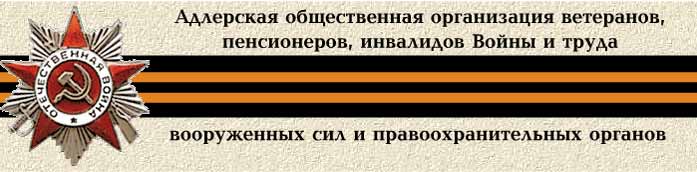 Адлерская общественная организация ветеранов,
пенсионеров, инвалидов Войны и труда
ОТЕЧЕСТВЕННАЯ ВОЙНА
вооруженных сил и правоохранительных органов